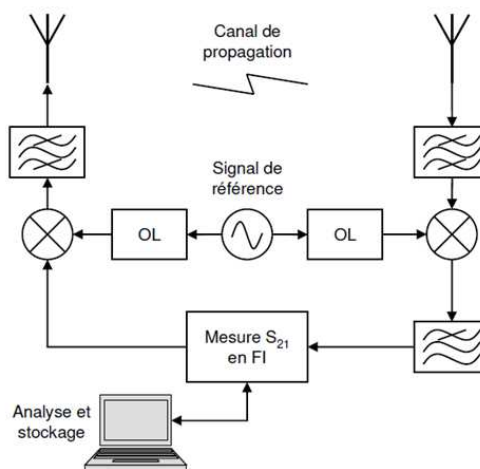 Canal de
propagation
Signal de
référence
OL
OL
Mesure S₂₁
en FI
Analyse et
stockage